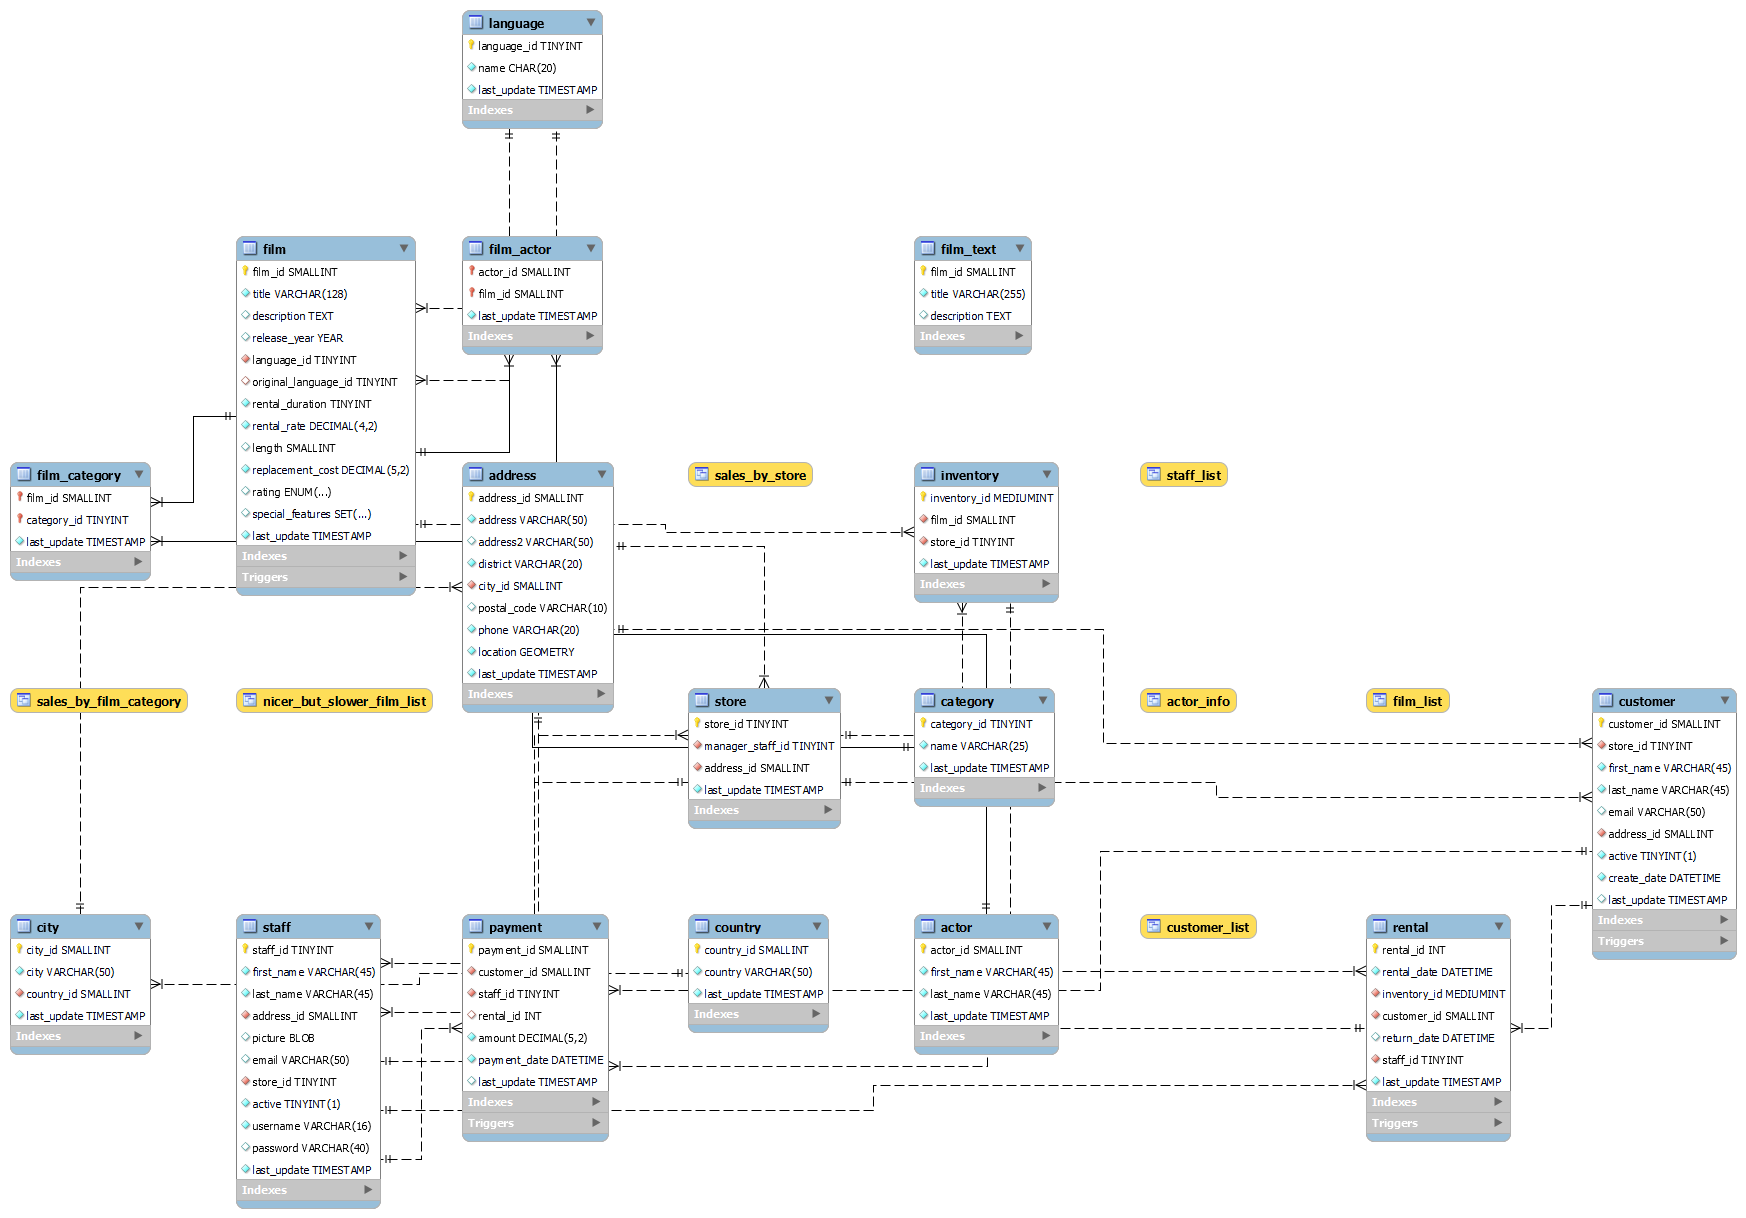 language
language_id TINYINT
name CHAR(20)
last_update TIMESTAMP
Indexes
film
film_id SMALLINT
title VARCHAR(128)
description TEXT
release_year YEAR
language_id TINYINT
original_language_id TINYINT
rental_duration TINYINT
rental_rate DECIMAL(4,2)
length SMALLINT
replacement_cost DECIMAL(5,2)
rating ENUM(...)
special_features SET(...)
last_update TIMESTAMP
Indexes
Triggers
film_actor
actor_id SMALLINT
film_id SMALLINT
last_update TIMESTAMP
Indexes
film_text
film_id SMALLINT
title VARCHAR(255)
description TEXT
Indexes
film_category
film_id SMALLINT
category_id TINYINT
last_update TIMESTAMP
Indexes
address
address_id SMALLINT
address VARCHAR(50)
address2 VARCHAR(50)
district VARCHAR(20)
city_id SMALLINT
postal_code VARCHAR(10)
phone VARCHAR(20)
location GEOMETRY
last_update TIMESTAMP
Indexes
sales_by_store
inventory
inventory_id MEDIUMINT
film_id SMALLINT
store_id TINYINT
last_update TIMESTAMP
Indexes
staff_list
sales_by_film_category
nicer_but_slower_film_list
store
store_id TINYINT
manager_staff_id TINYINT
address_id SMALLINT
last_update TIMESTAMP
Indexes
category
category_id TINYINT
name VARCHAR(25)
last_update TIMESTAMP
Indexes
actor_info
film_list
customer
customer_id SMALLINT
store_id TINYINT
first_name VARCHAR(45)
last_name VARCHAR(45)
email VARCHAR(50)
address_id SMALLINT
active TINYINT(1)
create_date DATETIME
last_update TIMESTAMP
Indexes
Triggers
city
city_id SMALLINT
city VARCHAR(50)
country_id SMALLINT
last_update TIMESTAMP
Indexes
staff
staff_id TINYINT
first_name VARCHAR(45)
last_name VARCHAR(45)
address_id SMALLINT
picture BLOB
email VARCHAR(50)
store_id TINYINT
active TINYINT(1)
username VARCHAR(16)
password VARCHAR(40)
last_update TIMESTAMP
Indexes
payment
payment_id SMALLINT
customer_id SMALLINT
staff_id TINYINT
rental_id INT
amount DECIMAL(5,2)
payment_date DATETIME
last_update TIMESTAMP
Indexes
Triggers
country
country_id SMALLINT
country VARCHAR(50)
last_update TIMESTAMP
Indexes
actor
actor_id SMALLINT
first_name VARCHAR(45)
last_name VARCHAR(45)
last_update TIMESTAMP
Indexes
customer_list
rental
rental_id INT
rental_date DATETIME
inventory_id MEDIUMINT
customer_id SMALLINT
return_date DATETIME
staff_id TINYINT
last_update TIMESTAMP
Indexes
Triggers